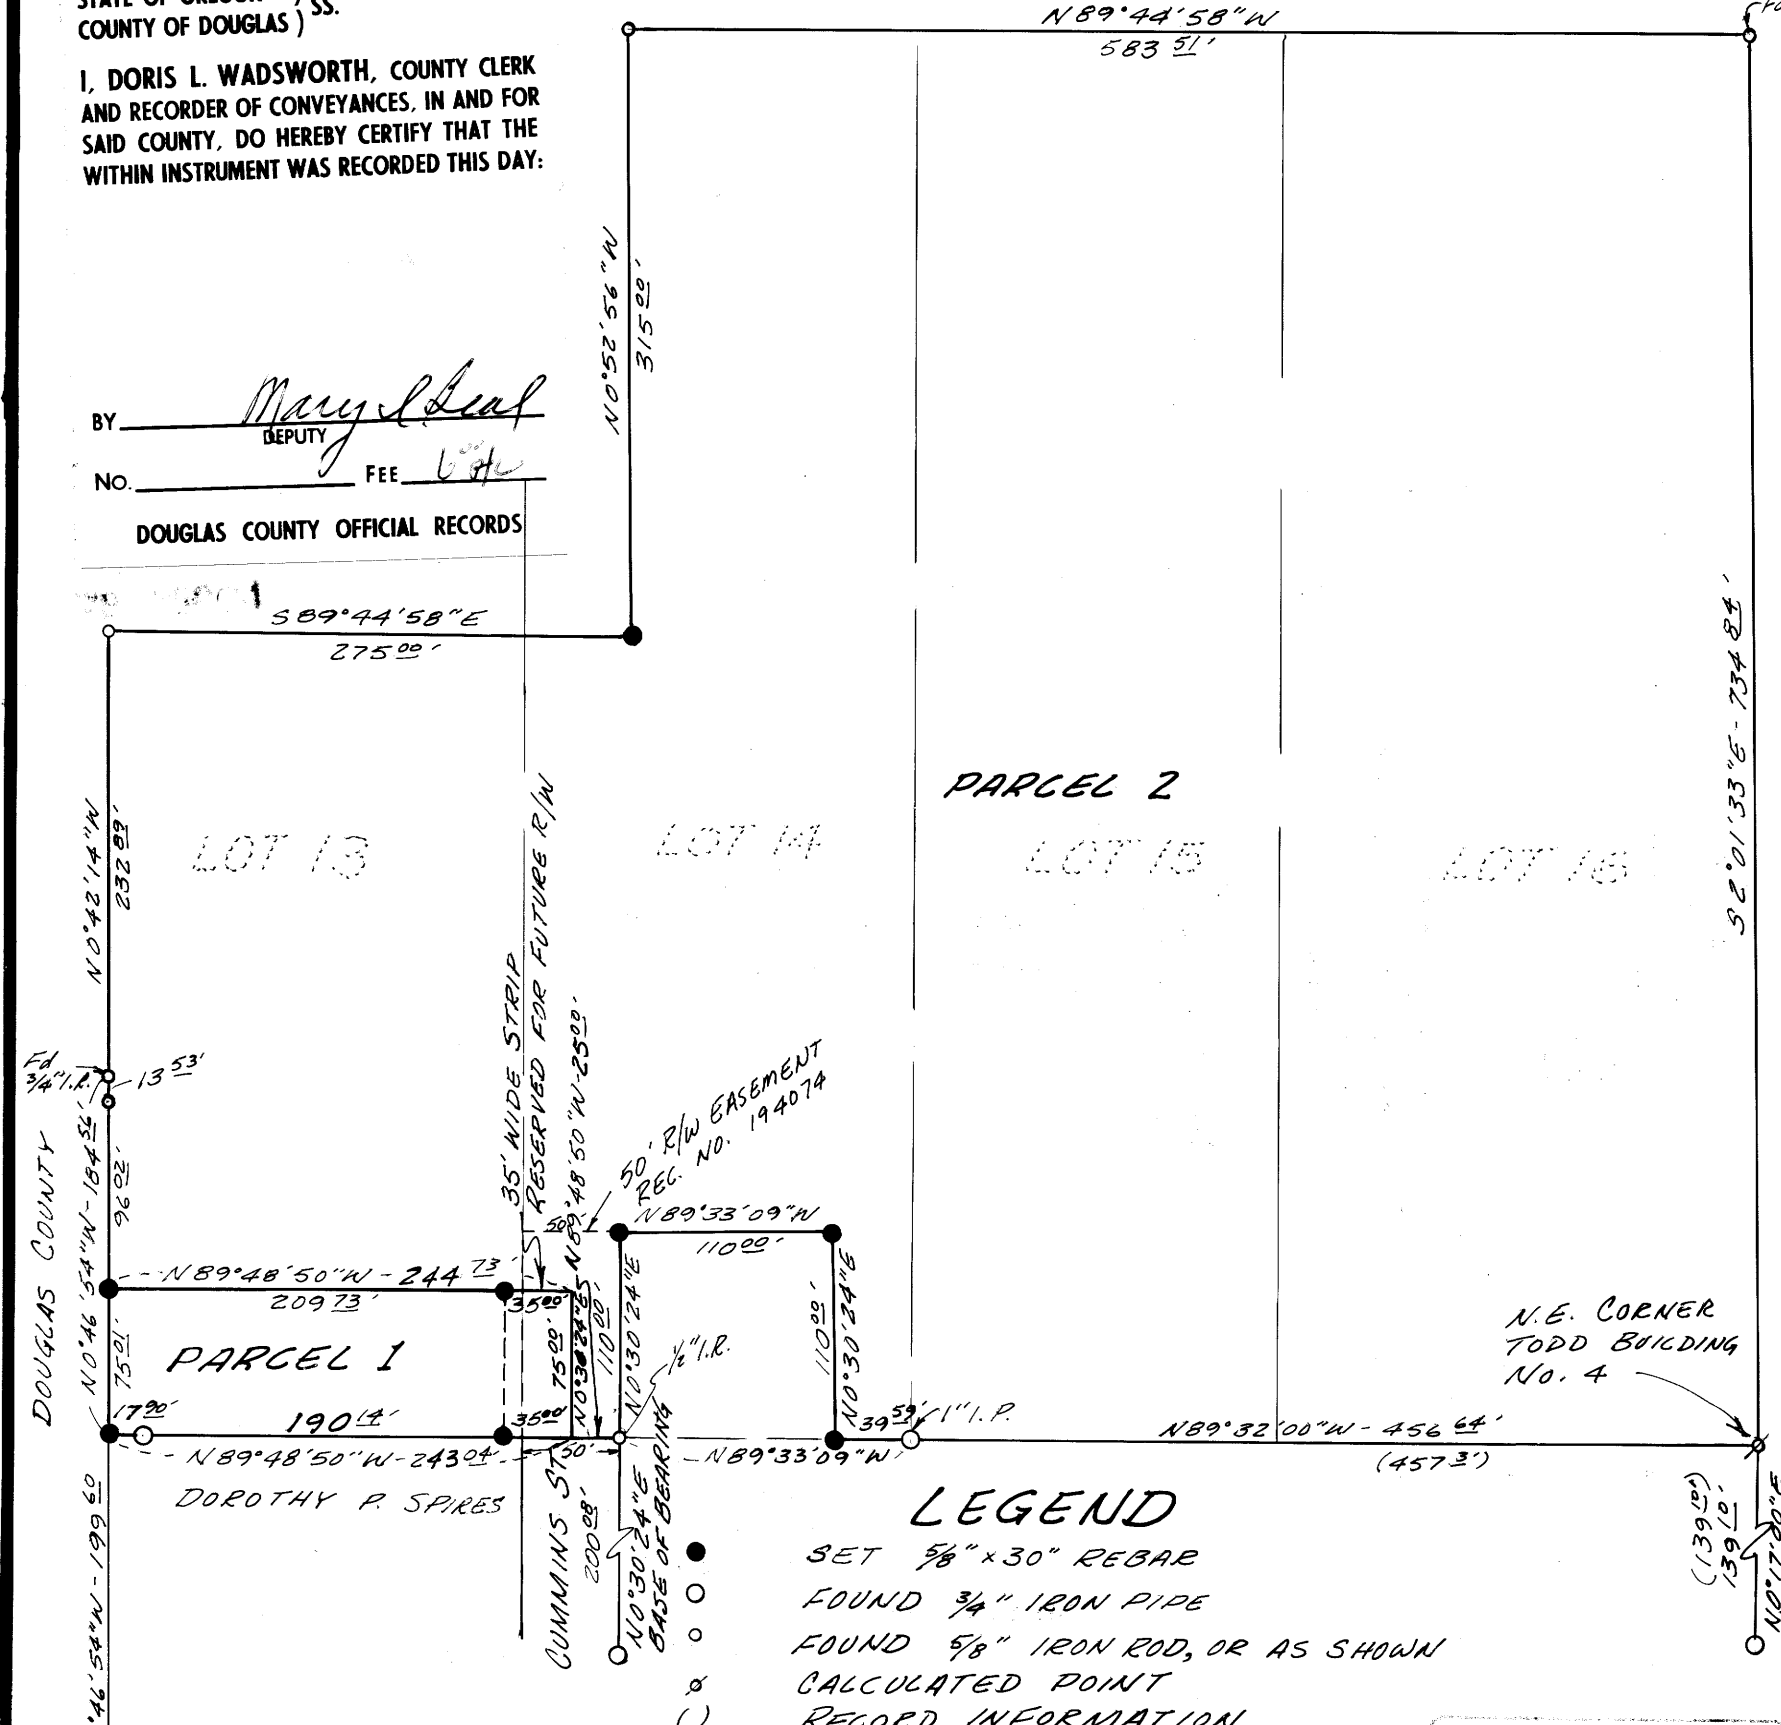 STATE OF OREGON ) SS.
COUNTY OF DOUGLAS )
I, DORIS L. WADSWORTH, COUNTY CLERK
AND RECORDER OF CONVEYANCES, IN AND FOR
SAID COUNTY, DO HEREBY CERTIFY THAT THE
WITHIN INSTRUMENT WAS RECORDED THIS DAY:
BY
DEPUTY
NO. FEE
DOUGLAS COUNTY OFFICIAL RECORDS
N89°44'58"W
583 51'
N0°52'56"W
315 00'
S89°44'58"E
275 00'
S2°01'33"E - 734 84'
PARCEL 2
LOT 13
LOT 14
LOT 15
LOT 16
N0°42'14"W
232 89'
35' WIDE STRIP
RESERVED FOR FUTURE R/W
Fd
3/4" I.R.
13 53'
N0°46'54"W - 184 56'
96 02'
DOUGLAS COUNTY
N89°48'50"W - 25 00'
50' R/W EASEMENT
REC. NO. 194074
50'
N89°33'09"W
110 00'
N89°48'50"W - 244 73'
209 73'
35 00'
PARCEL 1
75 01'
75 00'
N0°30'24"E
110 00'
N0°30'24"E
1/2" I.R.
110 00'
N0°30'24"E
N.E. CORNER
TODD BUILDING
NO. 4
17 90'
190 14'
35 00'
50'
39 59'
1" I.P.
N89°48'50"W - 243 04'
N89°33'09"W
N89°32'00"W - 456 64'
(457 3')
DOROTHY P. SPIRES
CUMMINS ST.
200 08'
N0°30'24"E
BASE OF BEARING
°46'54"W - 199 60
139 10'
N0°17'00"E
LEGEND
SET 5/8" x 30" REBAR
FOUND 3/4" IRON PIPE
FOUND 5/8" IRON ROD, OR AS SHOWN
CALCULATED POINT
( ) RECORD INFORMATION